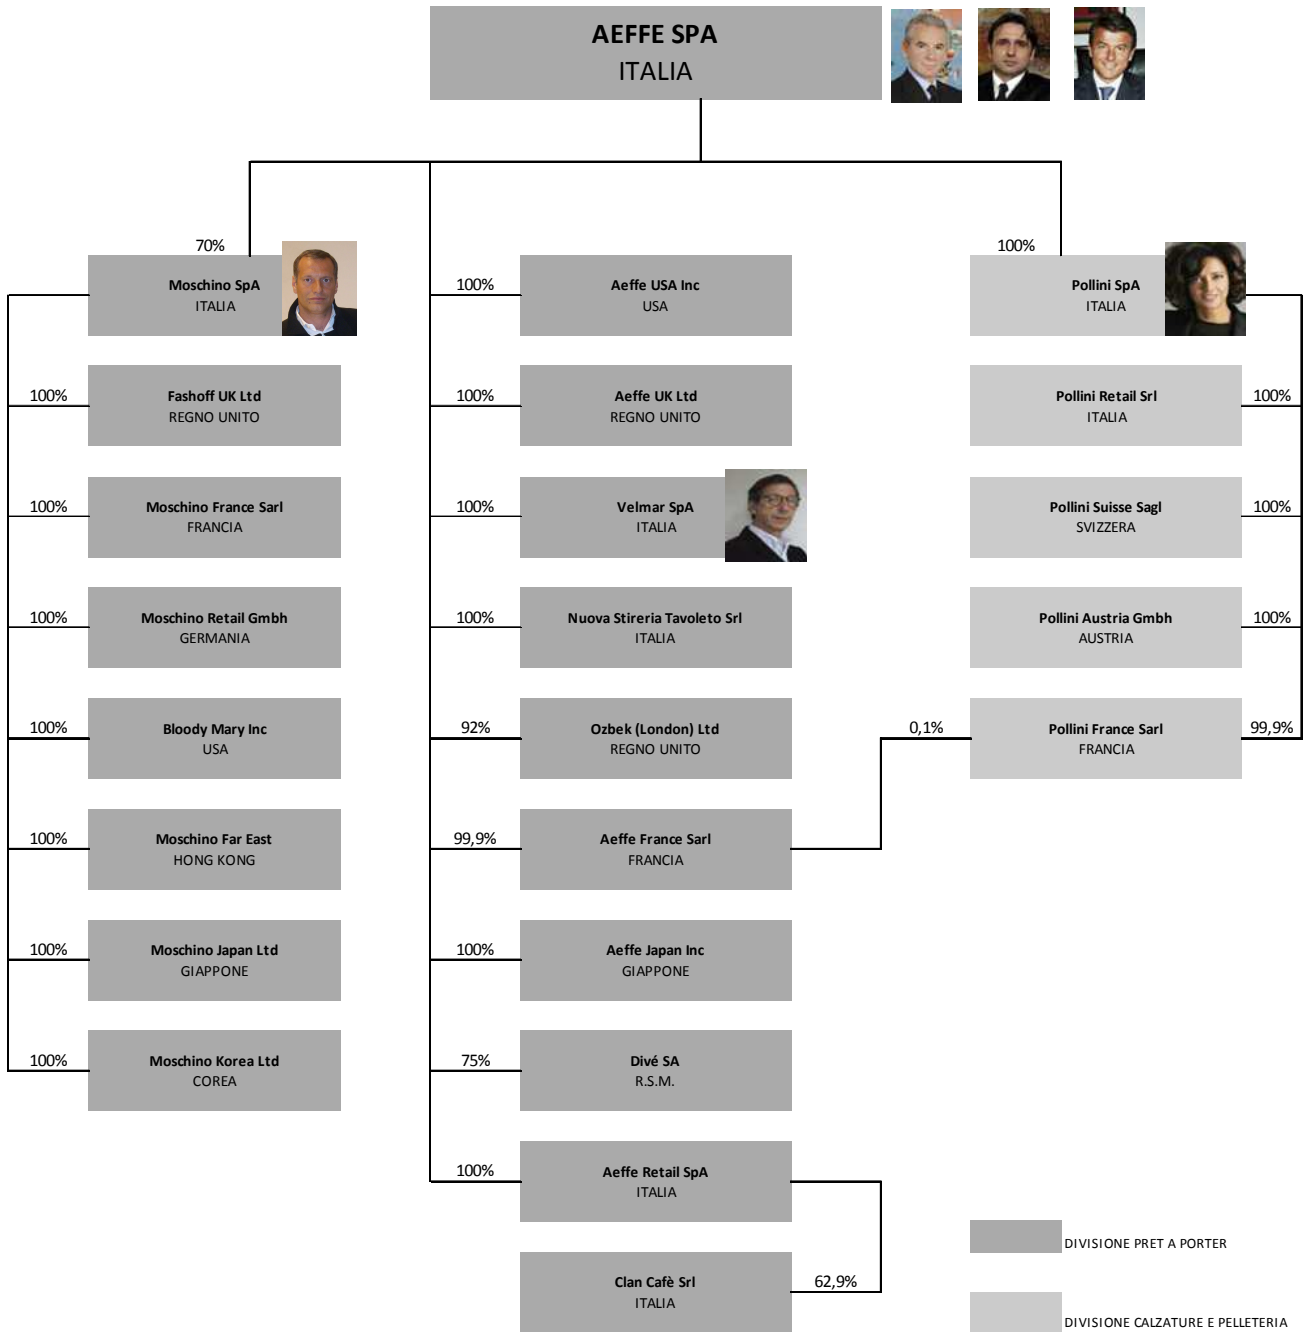 AEFFE SPA
ITALIA
70%
Moschino SpA
ITALIA
100%
Fashoff UK Ltd
REGNO UNITO
100%
Moschino France Sarl
FRANCIA
100%
Moschino Retail Gmbh
GERMANIA
100%
Bloody Mary Inc
USA
100%
Moschino Far East
HONG KONG
100%
Moschino Japan Ltd
GIAPPONE
100%
Moschino Korea Ltd
COREA
100%
Aeffe USA Inc
USA
100%
Aeffe UK Ltd
REGNO UNITO
100%
Velmar SpA
ITALIA
100%
Nuova Stireria Tavoleto Srl
ITALIA
92%
Ozbek (London) Ltd
REGNO UNITO
99,9%
Aeffe France Sarl
FRANCIA
100%
Aeffe Japan Inc
GIAPPONE
75%
Divé SA
R.S.M.
100%
Aeffe Retail SpA
ITALIA
Clan Cafè Srl
ITALIA
62,9%
100%
Pollini SpA
ITALIA
Pollini Retail Srl
ITALIA
100%
Pollini Suisse Sagl
SVIZZERA
100%
Pollini Austria Gmbh
AUSTRIA
100%
0,1%
Pollini France Sarl
FRANCIA
99,9%
DIVISIONE PRET A PORTER
DIVISIONE CALZATURE E PELLETERIA